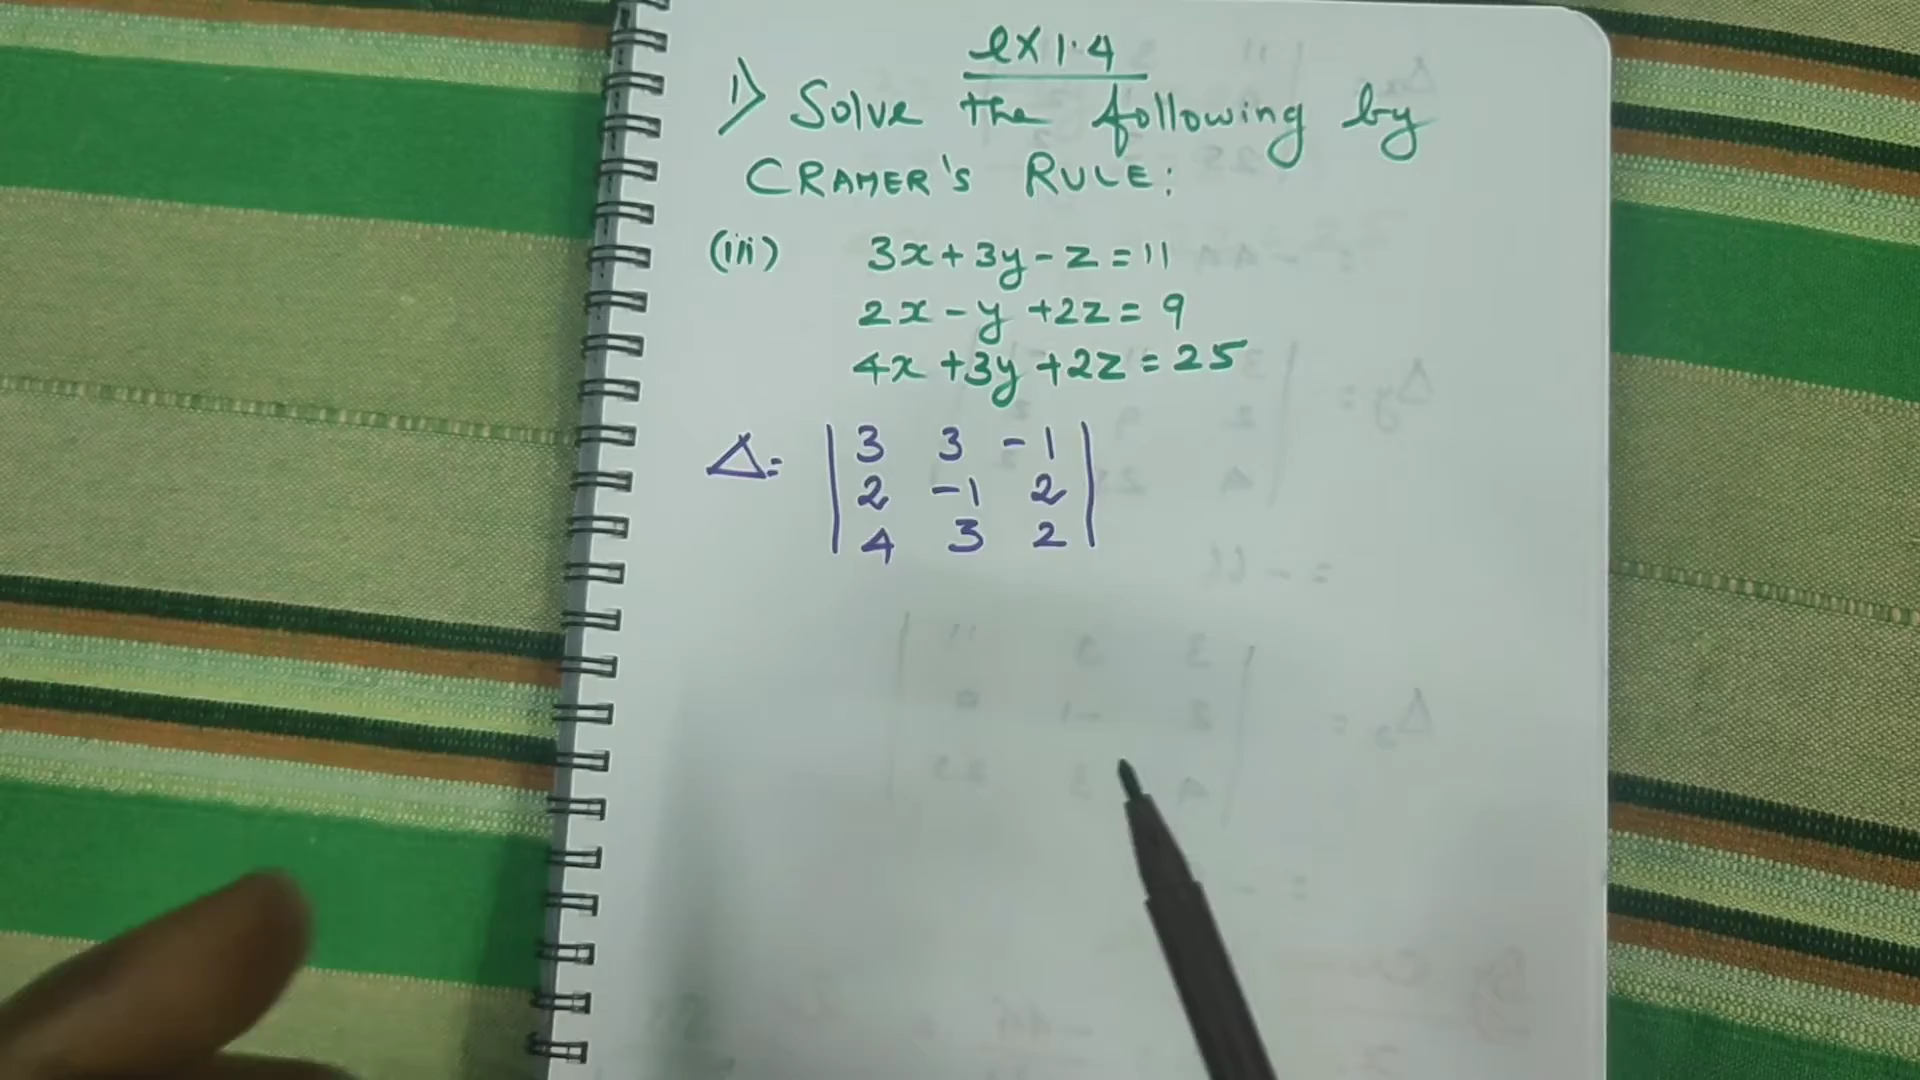 ex 1.4
1) Solve the following by
CRAMER'S RULE:
(iii) 3x+3y-z=11
2x-y+2z=9
4x+3y+2z=25
Δ= | 3 3 -1 |
| 2 -1 2 |
| 4 3 2 |